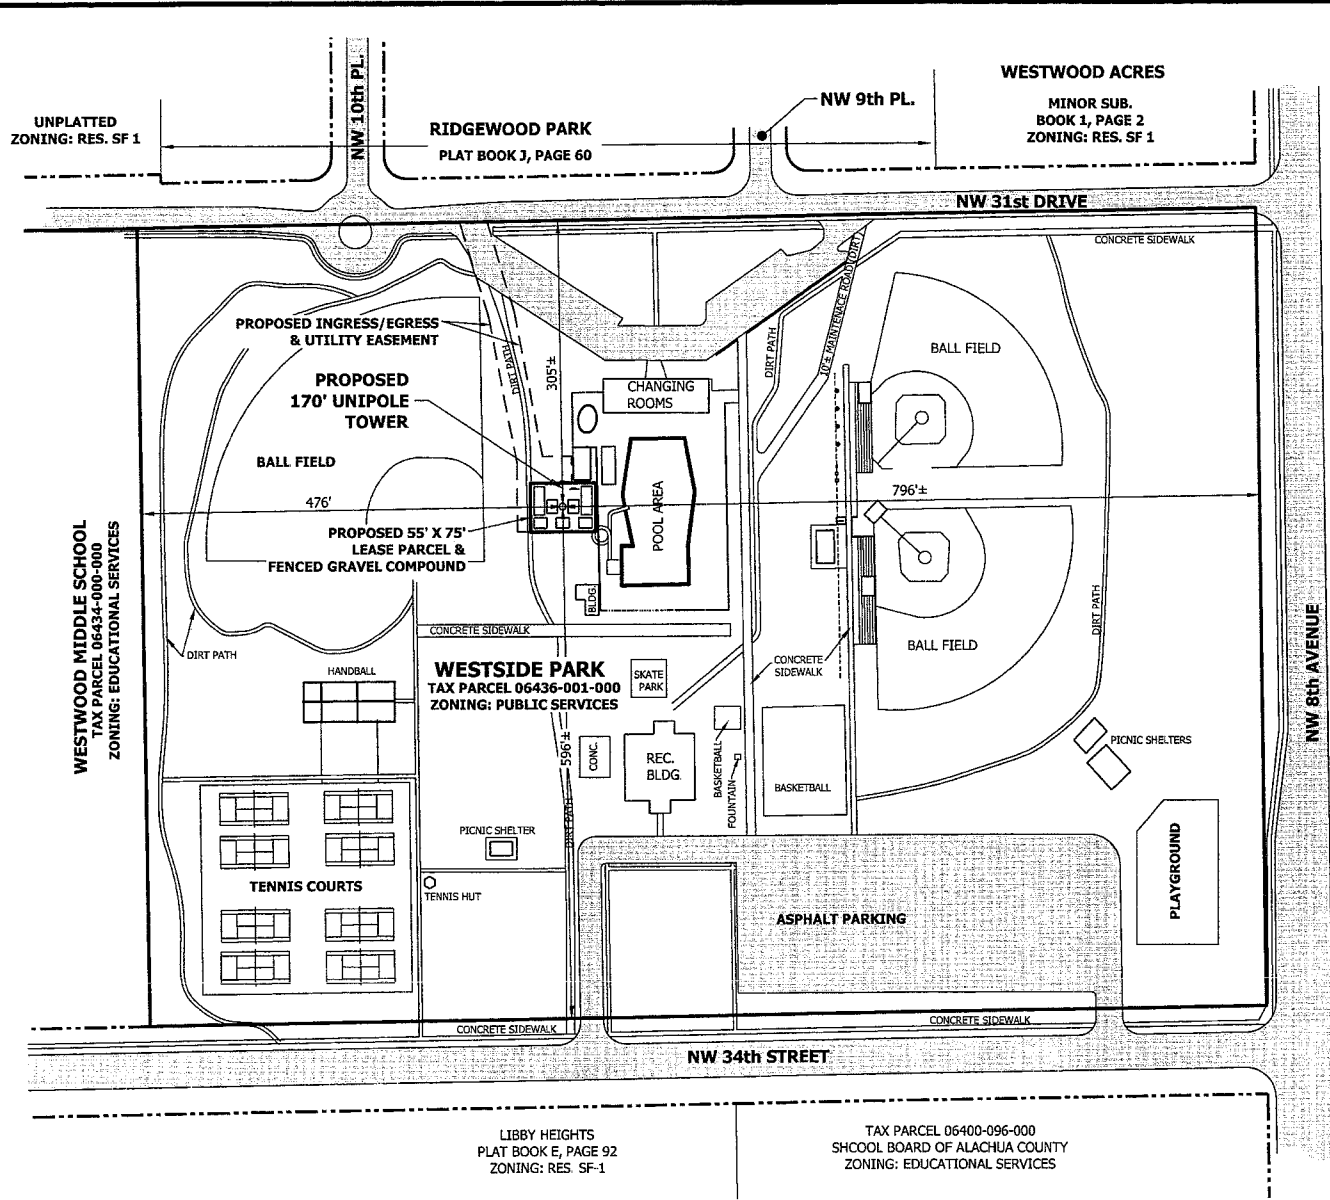 WESTWOOD ACRES
MINOR SUB.
BOOK 1, PAGE 2
ZONING: RES. SF 1
NW 9th PL.
NW 10th PL.
UNPLATTED
ZONING: RES. SF 1
RIDGEWOOD PARK
PLAT BOOK J, PAGE 60
NW 31st DRIVE
CONCRETE SIDEWALK
PROPOSED INGRESS/EGRESS
& UTILITY EASEMENT
DIRT PATH
305'±
DIRT PATH
10'± MAINTENACE ROAD (DIRT)
BALL FIELD
PROPOSED
170' UNIPOLE
TOWER
CHANGING
ROOMS
BALL FIELD
476'
796'±
POOL AREA
PROPOSED 55' X 75'
LEASE PARCEL &
FENCED GRAVEL COMPOUND
WESTWOOD MIDDLE SCHOOL
TAX PARCEL 06434-000-000
ZONING: EDUCATIONAL SERVICES
BLDG.
DIRT PATH
NW 8th AVENUE
CONCRETE SIDEWALK
BALL FIELD
DIRT PATH
HANDBALL
WESTSIDE PARK
TAX PARCEL 06436-001-000
ZONING: PUBLIC SERVICES
SKATE
PARK
CONCRETE
SIDEWALK
596'±
CONC.
REC.
BLDG.
BASKETBALL
FOUNTAIN
BASKETBALL
PICNIC SHELTERS
DIRT PATH
PICNIC SHELTER
PLAYGROUND
TENNIS COURTS
TENNIS HUT
ASPHALT PARKING
CONCRETE SIDEWALK
CONCRETE SIDEWALK
NW 34th STREET
LIBBY HEIGHTS
PLAT BOOK E, PAGE 92
ZONING: RES. SF-1
TAX PARCEL 06400-096-000
SHCOOL BOARD OF ALACHUA COUNTY
ZONING: EDUCATIONAL SERVICES